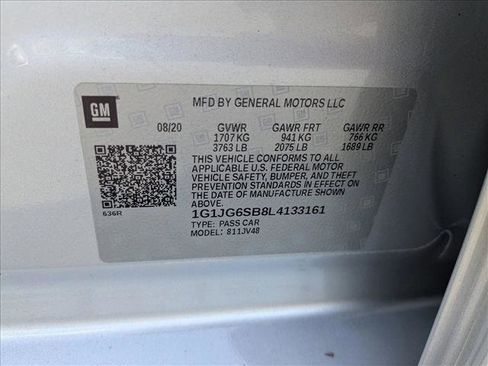 GM
MFD BY GENERAL MOTORS LLC
08/20 GVWR GAWR FRT GAWR RR
1707 KG 941 KG 766 KG
3763 LB 2075 LB 1689 LB
THIS VEHICLE CONFORMS TO ALL
APPLICABLE U.S. FEDERAL MOTOR
VEHICLE SAFETY, BUMPER, AND THEFT
PREVENTION STANDARDS IN EFFECT ON
THE DATE OF MANUFACTURE SHOWN
ABOVE.
636R
1G1JG6SB8L4133161
TYPE: PASS CAR
MODEL: 811JV48